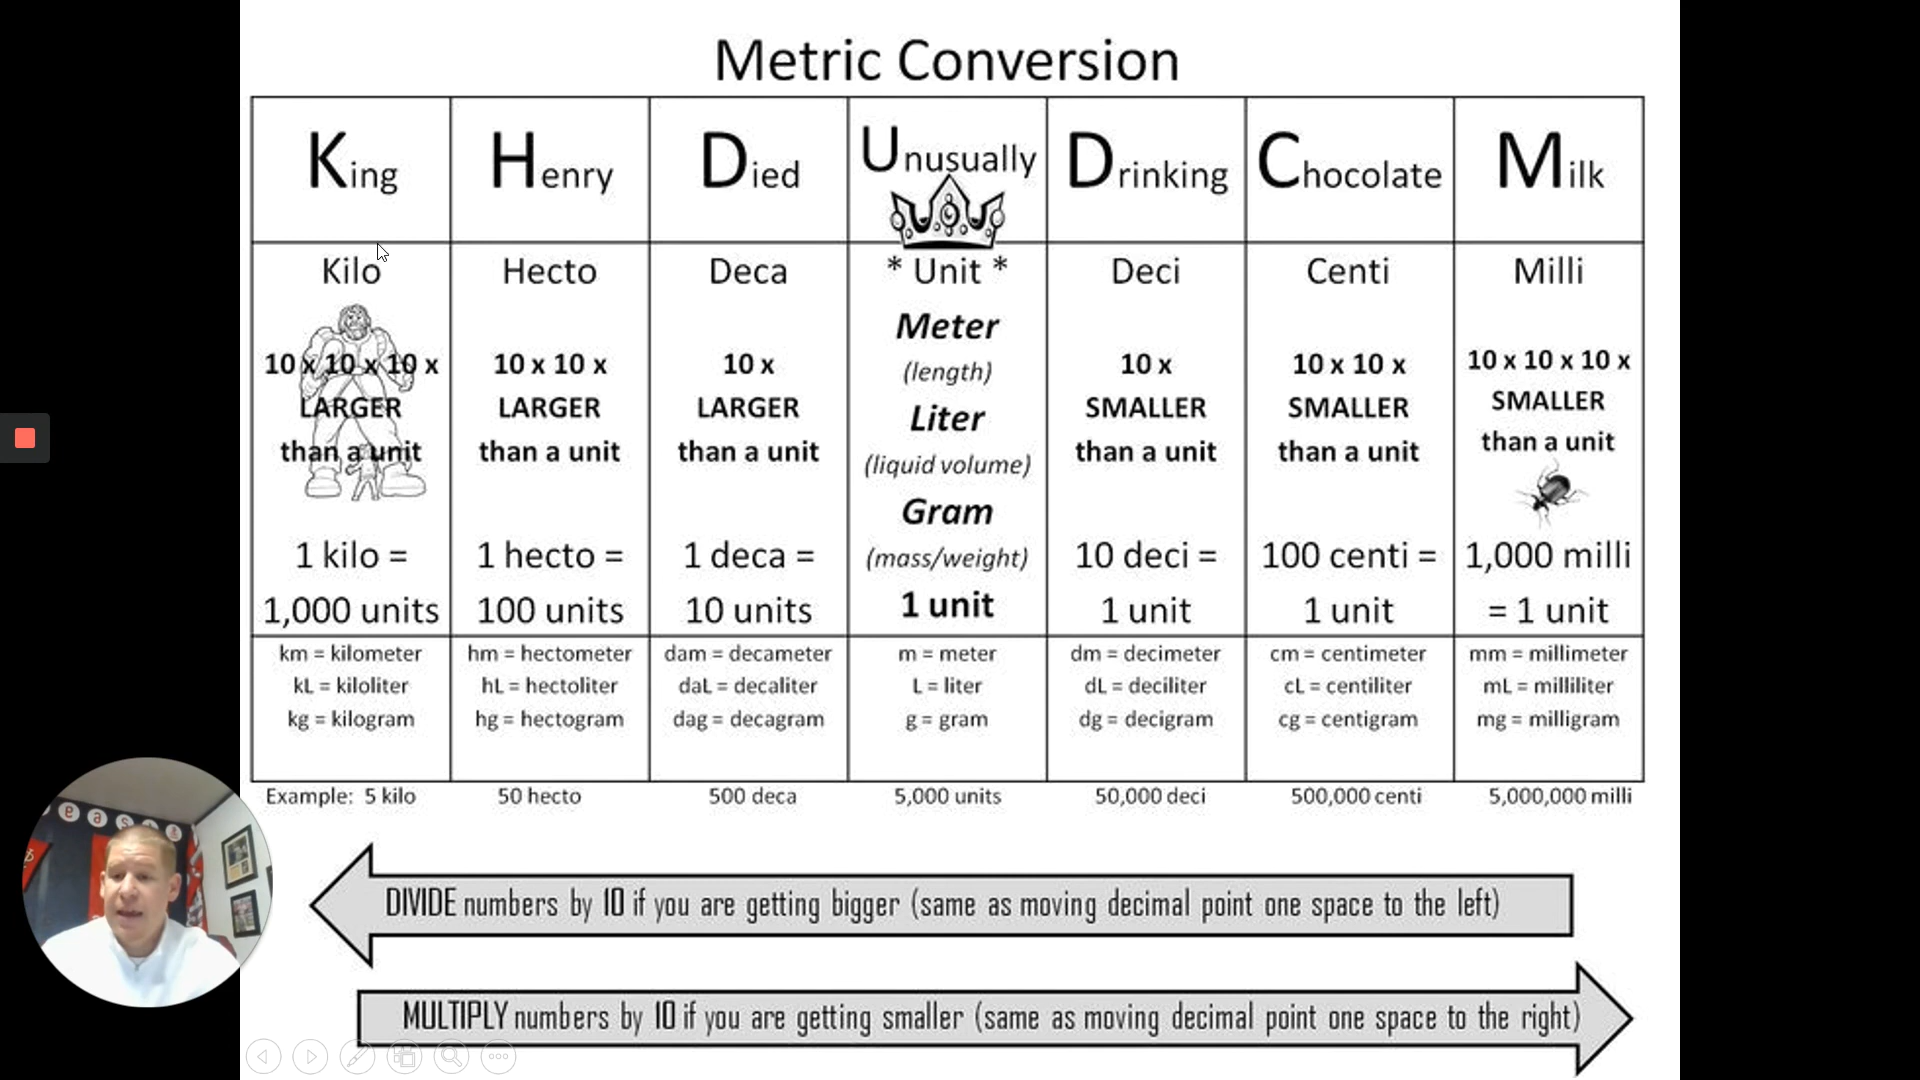 Metric Conversion
King Henry Died Unusually Drinking Chocolate Milk
Kilo Hecto Deca * Unit * Deci Centi Milli
10 x 10 x 10 x
LARGER
than a unit
1 kilo =
1,000 units
10 x 10 x
LARGER
than a unit
1 hecto =
100 units
10 x
LARGER
than a unit
1 deca =
10 units
Meter
(length)
Liter
(liquid volume)
Gram
(mass/weight)
1 unit
10 x
SMALLER
than a unit
10 deci =
1 unit
10 x 10 x
SMALLER
than a unit
100 centi =
1 unit
10 x 10 x 10 x
SMALLER
than a unit
1,000 milli
= 1 unit
km = kilometer hm = hectometer dam = decameter m = meter dm = decimeter cm = centimeter mm = millimeter
kL = kiloliter hL = hectoliter daL = decaliter L = liter dL = deciliter cL = centiliter mL = milliliter
kg = kilogram hg = hectogram dag = decagram g = gram dg = decigram cg = centigram mg = milligram
Example: 5 kilo 50 hecto 500 deca 5,000 units 50,000 deci 500,000 centi 5,000,000 milli
DIVIDE numbers by 10 if you are getting bigger (same as moving decimal point one space to the left)
MULTIPLY numbers by 10 if you are getting smaller (same as moving decimal point one space to the right)
east